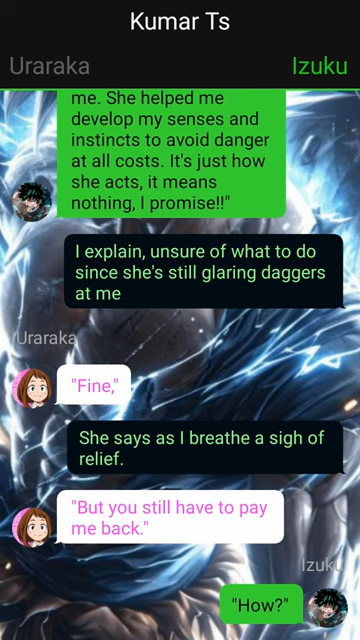 Kumar Ts
Uraraka
Izuku
me. She helped me
develop my senses and
instincts to avoid danger
at all costs. It's just how
she acts, it means
nothing, I promise!!"
I explain, unsure of what to do
since she's still glaring daggers
at me
Uraraka
"Fine,"
She says as I breathe a sigh of
relief.
"But you still have to pay
me back."
Izuku
"How?"